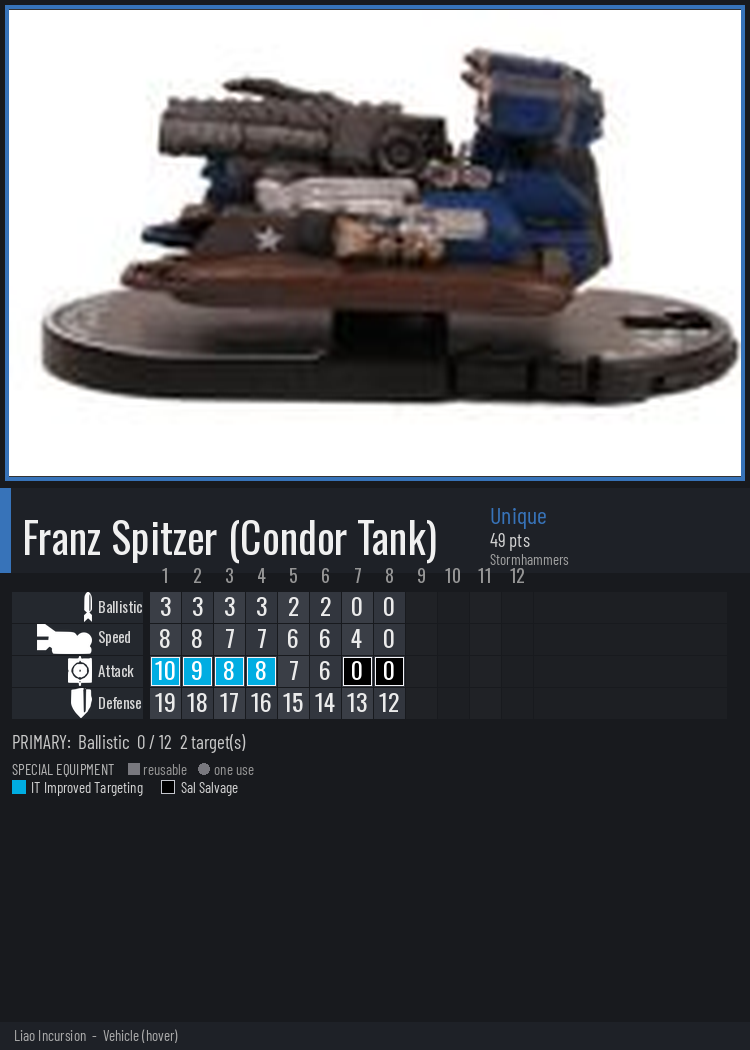 Franz Spitzer (Condor Tank)
Unique
49 pts
Stormhammers
1 2 3 4 5 6 7 8 9 10 11 12
Ballistic 3 3 3 3 2 2 0 0
Speed 8 8 7 7 6 6 4 0
Attack 10 9 8 8 7 6 0 0
Defense 19 18 17 16 15 14 13 12
PRIMARY: Ballistic 0 / 12 2 target(s)
SPECIAL EQUIPMENT reusable one use
IT Improved Targeting Sal Salvage
Liao Incursion - Vehicle (hover)